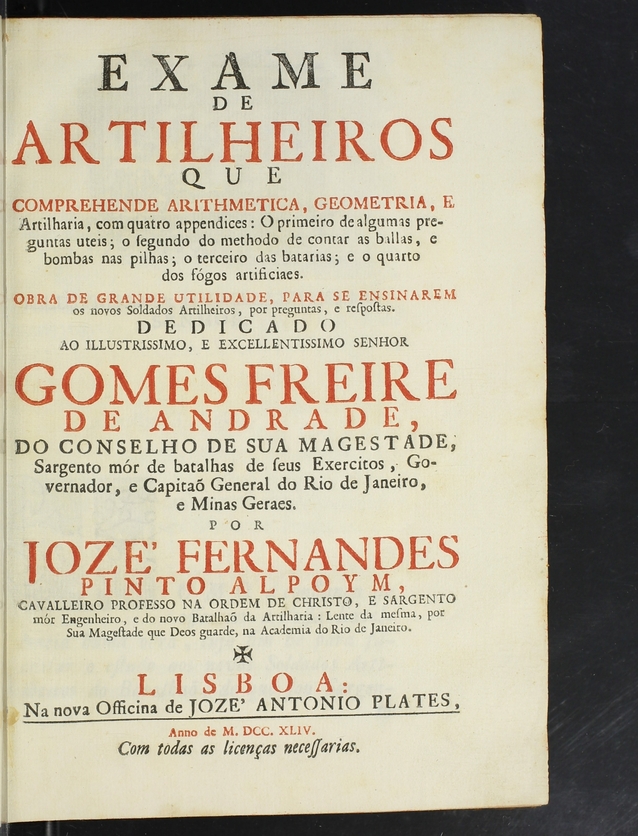 EXAME
DE
ARTILHEIROS
QUE
COMPREHENDE ARITHMETICA, GEOMETRIA, E
Artilharia, com quatro appendices: O primeiro de algumas pre-
guntas uteis; o ſegundo do methodo de contar as ballas, e
bombas nas pilhas; o terceiro das batarias; e o quarto
dos fógos artificiaes.
OBRA DE GRANDE UTILIDADE, PARA SE ENSINAREM
os novos Soldados Artilheiros, por preguntas, e reſpoſtas.
DEDICADO
AO ILLUSTRISSIMO, E EXCELLENTISSIMO SENHOR
GOMES FREIRE
DE ANDRADE,
DO CONSELHO DE SUA MAGESTADE,
Sargento mór de batalhas de ſeus Exercitos, Go-
vernador, e Capitaõ General do Rio de Janeiro,
e Minas Geraes.
POR
JOZE' FERNANDES
PINTO ALPOYM,
CAVALLEIRO PROFESSO NA ORDEM DE CHRISTO, E SARGENTO
mór Engenheiro, e do novo Batalhaõ da Artilharia: Lente da meſma, por
Sua Mageſtade que Deos guarde, na Academia do Rio de Janeiro.
LISBOA:
Na nova Officina de JOZE' ANTONIO PLATES,
Anno de M. DCC. XLIV.
Com todas as licenças neceſſarias.